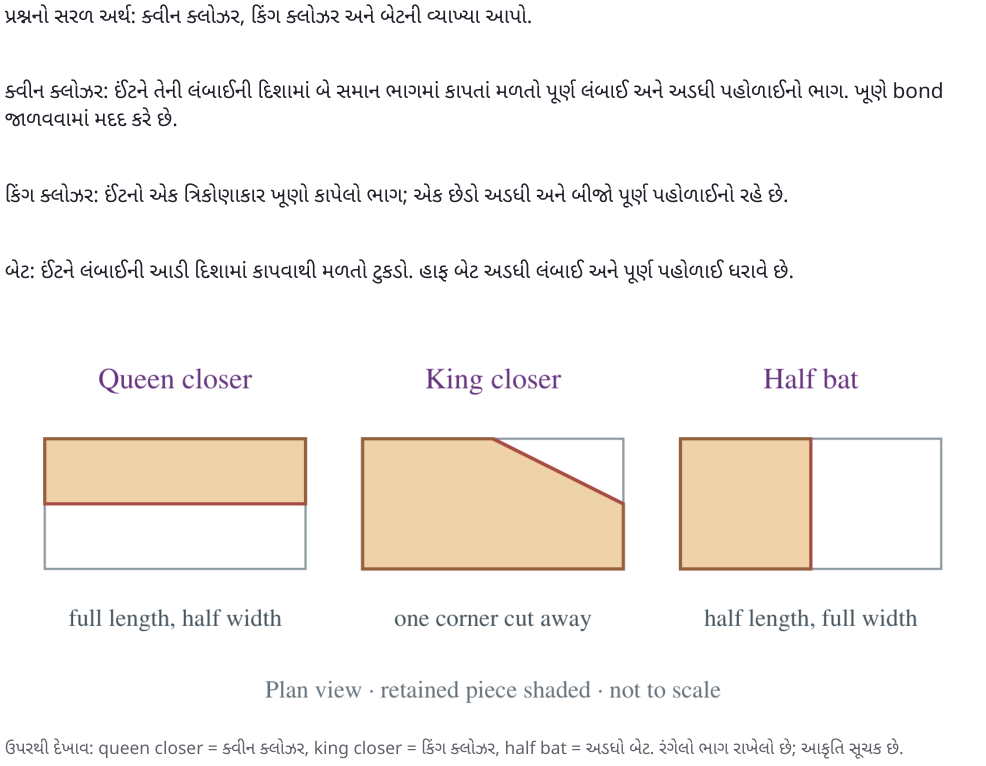 પ્રશ્નનો સરળ અર્થ: ક્વીન ક્લોઝર, કિંગ ક્લોઝર અને બેટની વ્યાખ્યા આપો.
ક્વીન ક્લોઝર: ઈંટને તેની લંબાઈની દિશામાં બે સમાન ભાગમાં કાપતાં મળતો પૂર્ણ લંબાઈ અને અડધી પહોળાઈનો ભાગ. ખૂણે bond
જાળવવામાં મદદ કરે છે.
કિંગ ક્લોઝર: ઈંટનો એક ત્રિકોણાકાર ખૂણો કાપેલો ભાગ; એક છેડો અડધી અને બીજો પૂર્ણ પહોળાઈનો રહે છે.
બેટ: ઈંટને લંબાઈની આડી દિશામાં કાપવાથી મળતો ટુકડો. હાફ બેટ અડધી લંબાઈ અને પૂર્ણ પહોળાઈ ધરાવે છે.
Queen closer King closer Half bat
full length, half width one corner cut away half length, full width
Plan view · retained piece shaded · not to scale
ઉપરથી દેખાવ: queen closer = ક્વીન ક્લોઝર, king closer = કિંગ ક્લોઝર, half bat = અડધો બેટ. રંગેલો ભાગ રાખેલો છે; આકૃતિ સૂચક છે.